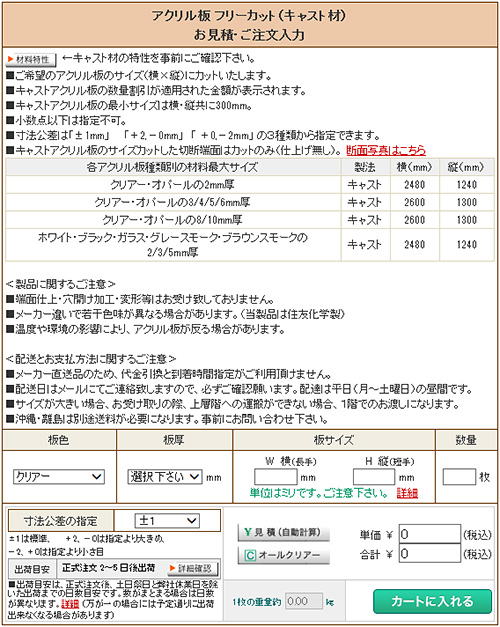 アクリル板 フリーカット(キャスト材)
お見積・ご注文入力
材料特性 ←キャスト材の特性を事前にご確認下さい。
■ご希望のアクリル板のサイズ(横×縦)にカットいたします。
■キャストアクリル板の数量割引が適用された金額が表示されます。
■キャストアクリル板の最小サイズは横・縦共に300mm。
■小数点以下は指定不可。
■寸法公差は「±1mm」 「+2,-0mm」「+0,-2mm」の3種類から指定できます。
■キャストアクリル板のサイズカットした切断端面はカットのみ(仕上げ無し)。 断面写真はこちら
各アクリル板種類別の材料最大サイズ 製法 横(mm) 縦(mm)
クリアー・オパールの2mm厚 キャスト 2480 1240
クリアー・オパールの3/4/5/6mm厚 キャスト 2600 1300
クリアー・オパールの8/10mm厚 キャスト 2600 1300
ホワイト・ブラック・ガラス・グレースモーク・ブラウンスモークの
2/3/5mm厚 キャスト 2480 1240
<製品に関するご注意>
■端面仕上・穴開け加工・変形等はお受け致しておりません。
■メーカー違いで若干色味が異なる場合があります。(当製品は住友化学製)
■温度や環境の影響により、アクリル板が反る場合があります。
<配送とお支払方法に関するご注意>
■メーカー直送品のため、代金引換と到着時間指定がご利用頂けません。
■配送日はメールにてご連絡致しますので、必ずご確認願います。配達は平日(月~土曜日)の昼間です。
■サイズが大きい場合、お受け取りの際、上層階への運搬ができない場合、1階でのお渡しになります。
■沖縄・離島は別途送料が必要になります。事前にお問い合わせ下さい。
板色 板厚 板サイズ 数量
W 横(長手) H 縦(短手)
クリアー 選択下さい mm mm mm 枚
単位はミリです。ご注意下さい。 詳細
寸法公差の指定 ±1
±1は標準、 +2,-0は指定より大きめ、
-2,+0は指定より小さ目
出荷目安 正式注文 2~5 日後出荷 詳細確認
■出荷目安は、正式注文後、土日祭日と弊社休業日を除
いた出荷までの日数目安です。数がまとまる場合は日数
が異なります。詳細 (万が一の場合には予定通りに出荷
出来なくなる場合があります)
¥ 見積(自動計算)
C オールクリアー
単価 ¥ 0 (税込)
合計 ¥ 0 (税込)
1枚の重量約 0.00 kg
カートに入れる